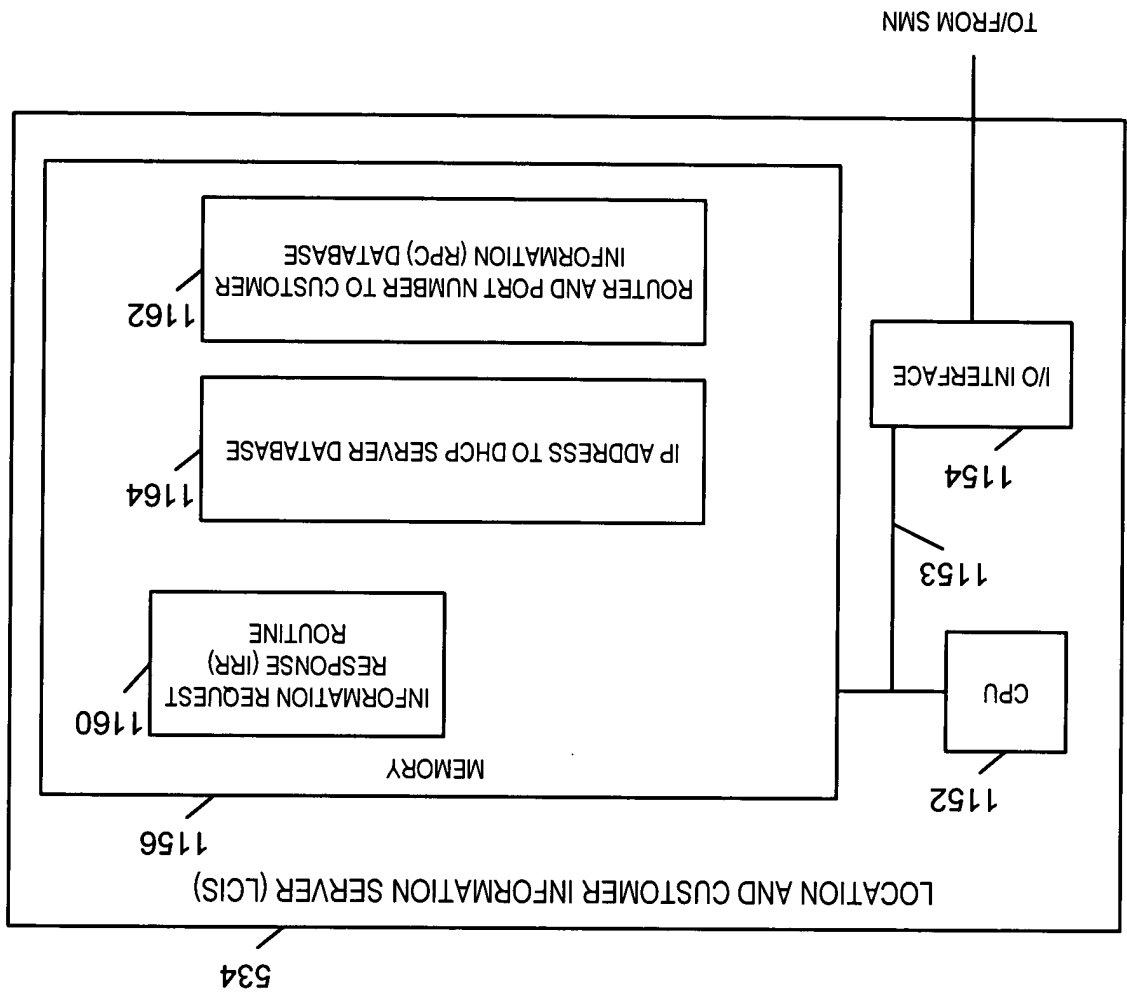 534
LOCATION AND CUSTOMER INFORMATION SERVER (LCIS)
1152
CPU
1153
1154
I/O INTERFACE
TO/FROM SMN
1156
MEMORY
1160
INFORMATION REQUEST
RESPONSE (IRR)
ROUTINE
1164
IP ADDRESS TO DHCP SERVER DATABASE
1162
ROUTER AND PORT NUMBER TO CUSTOMER
INFORMATION (RPC) DATABASE